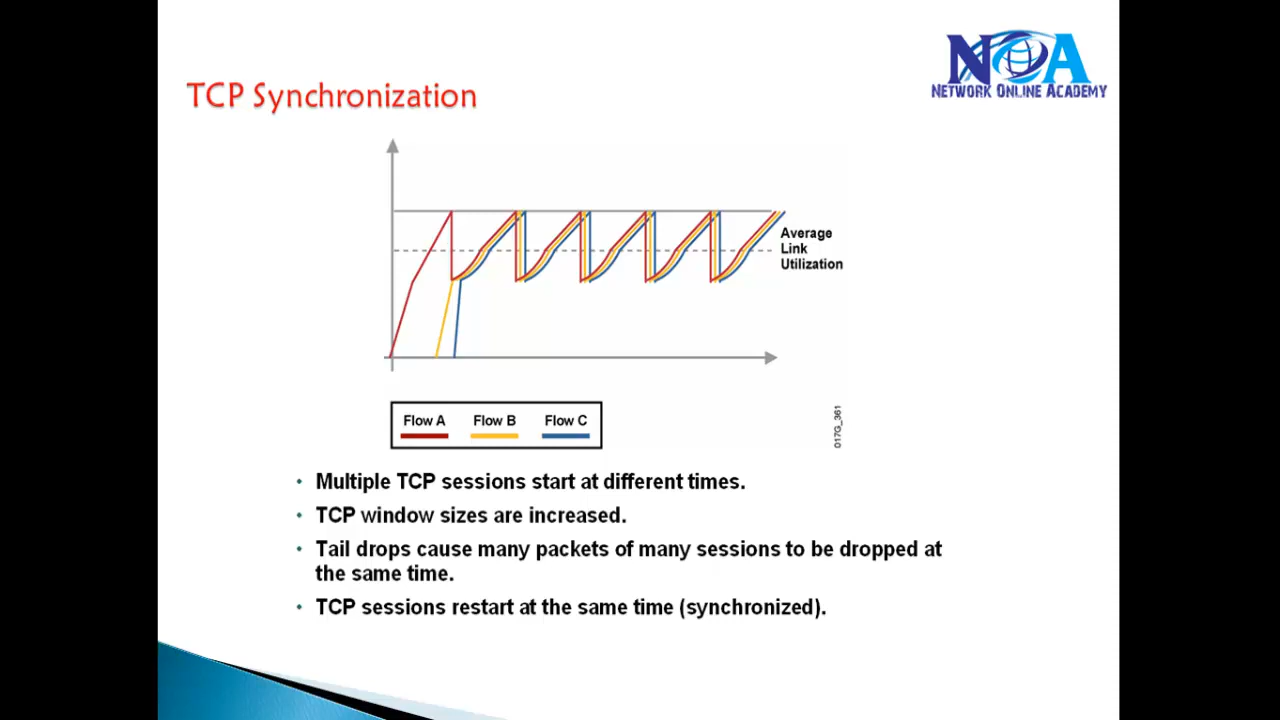 NOA
NETWORK ONLINE ACADEMY
TCP Synchronization
Average
Link
Utilization
Flow A Flow B Flow C
017G_361
• Multiple TCP sessions start at different times.
• TCP window sizes are increased.
• Tail drops cause many packets of many sessions to be dropped at
the same time.
• TCP sessions restart at the same time (synchronized).